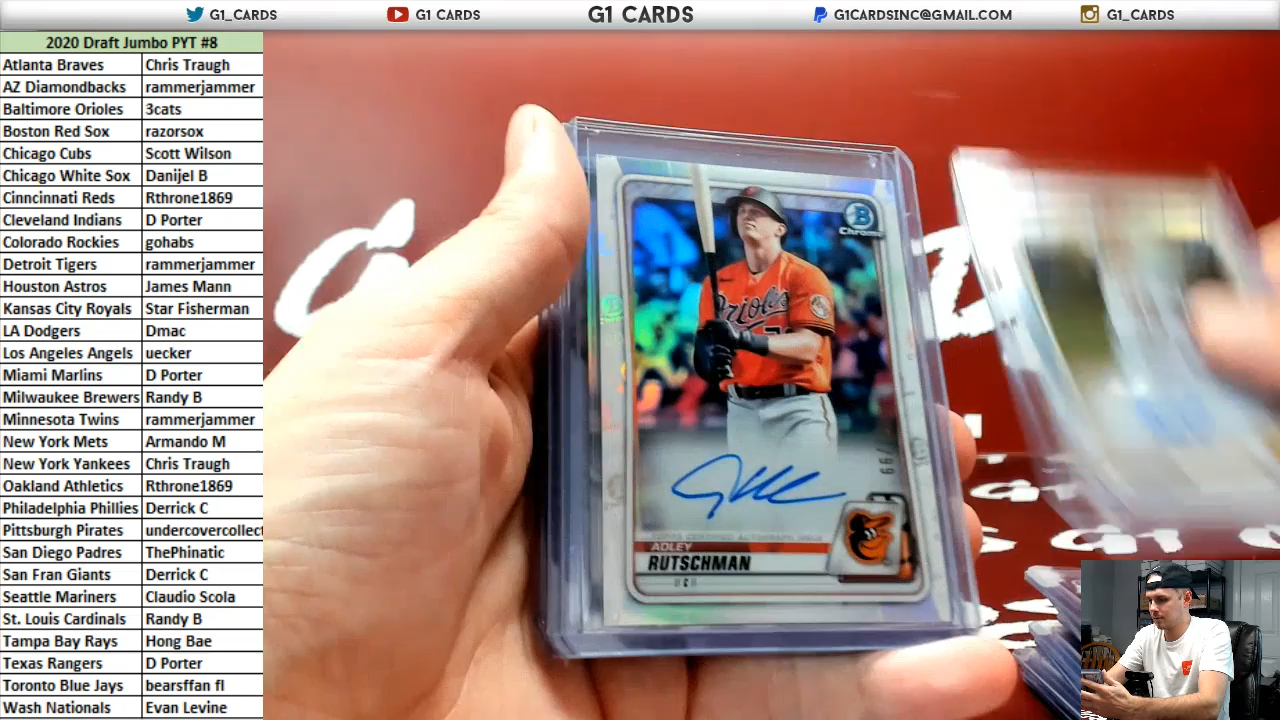 G1_CARDS
G1 CARDS
G1 CARDS
G1CARDSINC@GMAIL.COM
G1_CARDS
2020 Draft Jumbo PYT #8
Atlanta Braves Chris Traugh
AZ Diamondbacks rammerjammer
Baltimore Orioles 3cats
Boston Red Sox razorsox
Chicago Cubs Scott Wilson
Chicago White Sox Danijel B
Cinncinnati Reds Rthrone1869
Cleveland Indians D Porter
Colorado Rockies gohabs
Detroit Tigers rammerjammer
Houston Astros James Mann
Kansas City Royals Star Fisherman
LA Dodgers Dmac
Los Angeles Angels uecker
Miami Marlins D Porter
Milwaukee Brewers Randy B
Minnesota Twins rammerjammer
New York Mets Armando M
New York Yankees Chris Traugh
Oakland Athletics Rthrone1869
Philadelphia Phillies Derrick C
Pittsburgh Pirates undercovercollect
San Diego Padres ThePhinatic
San Fran Giants Derrick C
Seattle Mariners Claudio Scola
St. Louis Cardinals Randy B
Tampa Bay Rays Hong Bae
Texas Rangers D Porter
Toronto Blue Jays bearsffan fl
Wash Nationals Evan Levine
B
Chrome
Orioles
TOPPS CERTIFIED AUTOGRAPH ISSUE
ADLEY
RUTSCHMAN